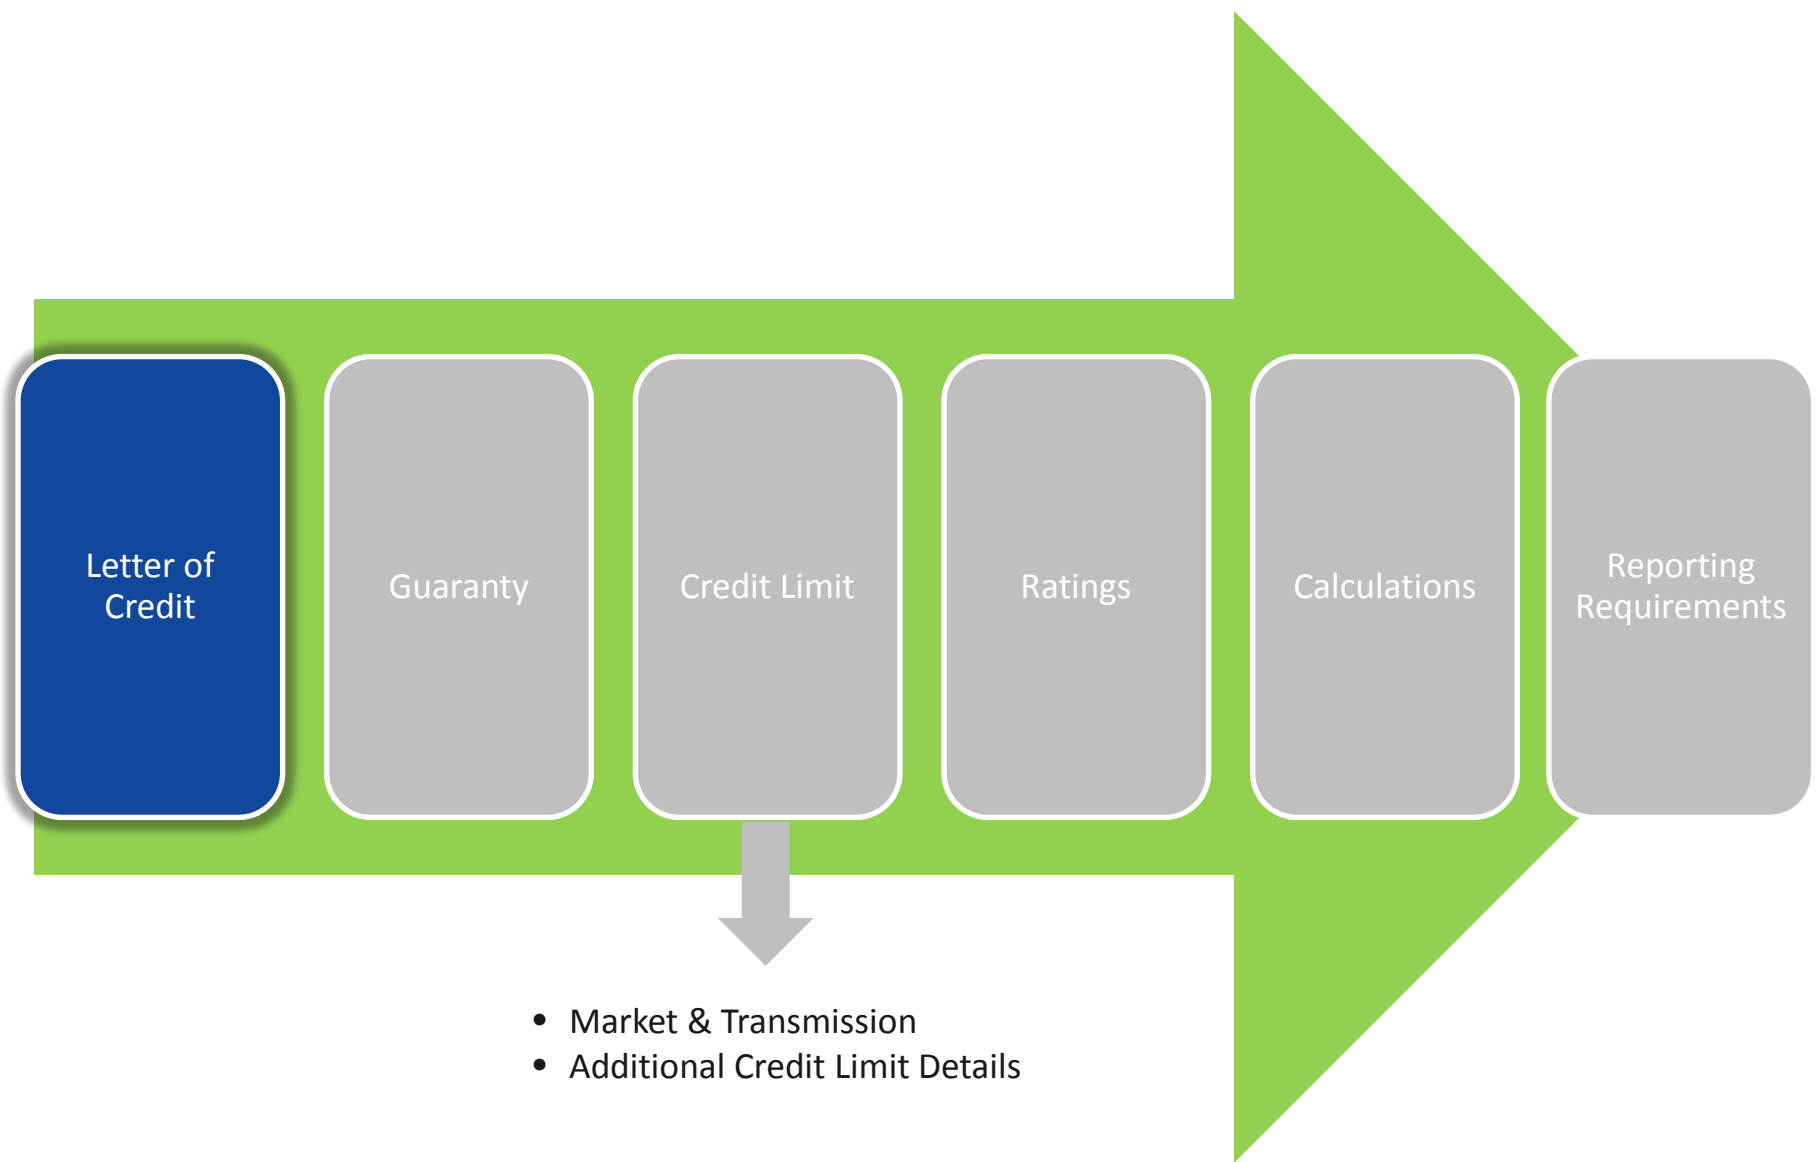 Letter of
Credit
Guaranty
Credit Limit
Ratings
Calculations
Reporting
Requirements
• Market & Transmission
• Additional Credit Limit Details